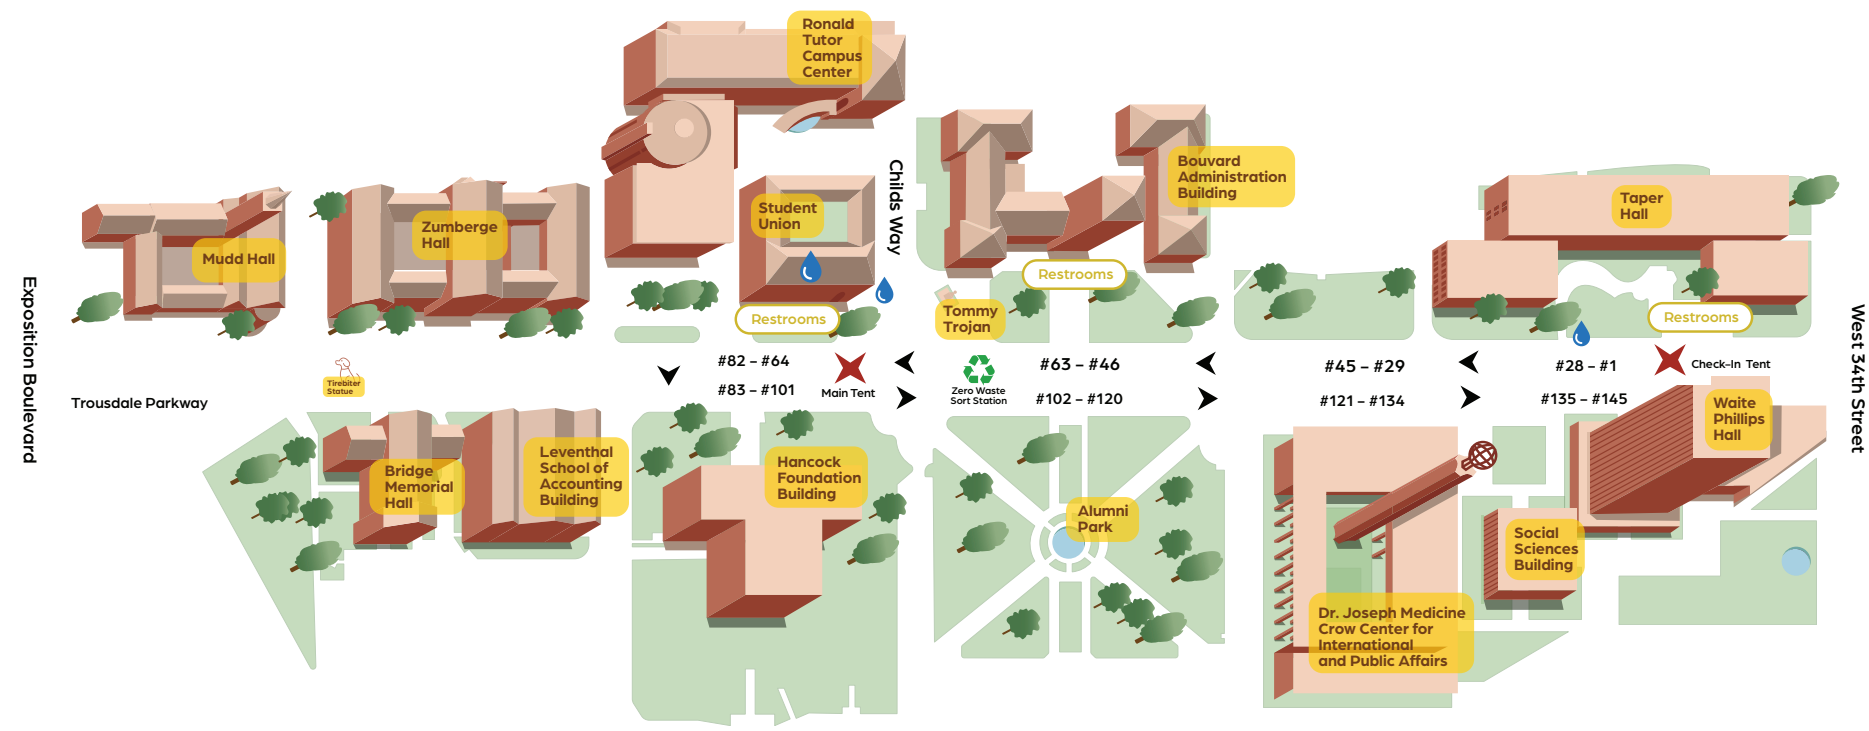 Ronald
Tutor
Campus
Center
Bouvard
Administration
Building
Childs Way
Taper
Hall
Student
Union
Zumberge
Hall
Mudd Hall
Restrooms
Restrooms
Restrooms
Tommy
Trojan
Exposition Boulevard
West 34th Street
Trousdale Parkway
Tirebiter
Statue
#82 – #64
#83 – #101
Main Tent
Zero Waste
Sort Station
#63 – #46
#102 – #120
#45 – #29
#121 – #134
#28 – #1
#135 – #145
Check-In Tent
Waite
Phillips
Hall
Bridge
Memorial
Hall
Leventhal
School of
Accounting
Building
Hancock
Foundation
Building
Alumni
Park
Social
Sciences
Building
Dr. Joseph Medicine
Crow Center for
International
and Public Affairs